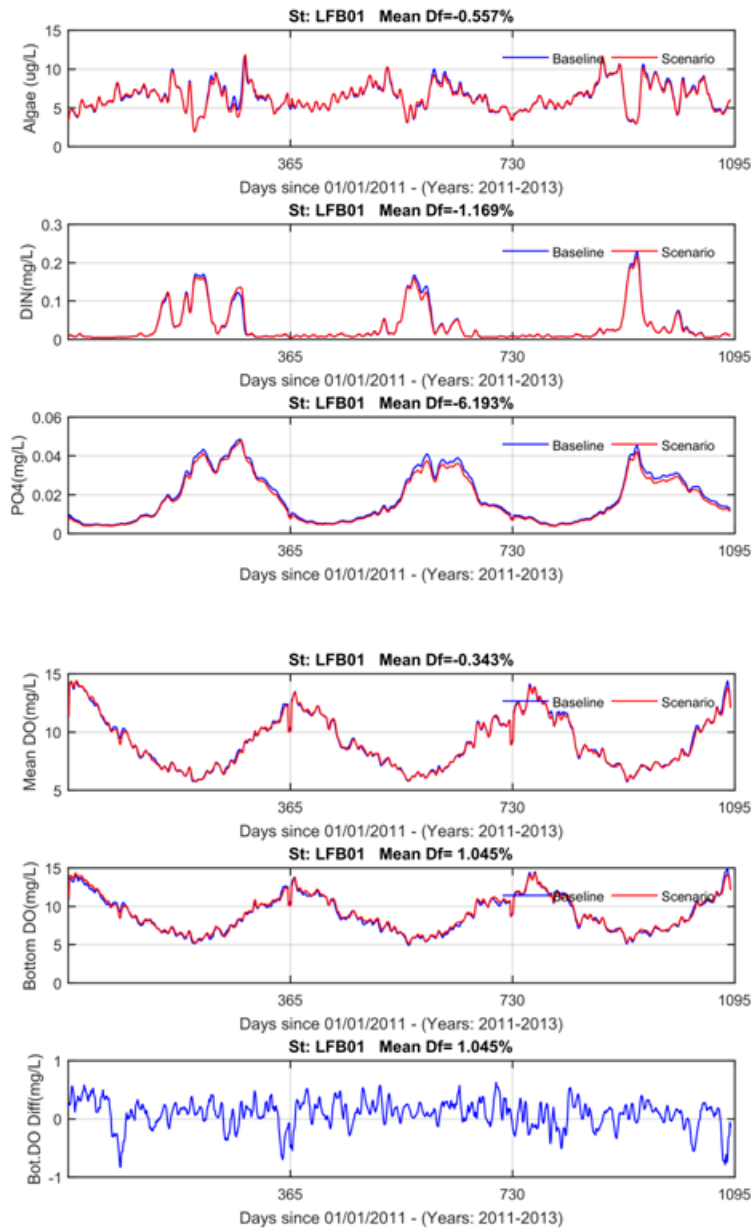 St: LFB01 Mean Df=-0.557%
15
10
5
0
Algae (ug/L)
Baseline Scenario
365 730 1095
Days since 01/01/2011 - (Years: 2011-2013)
St: LFB01 Mean Df=-1.169%
0.3
0.2
0.1
0
DIN(mg/L)
Baseline Scenario
365 730 1095
Days since 01/01/2011 - (Years: 2011-2013)
St: LFB01 Mean Df=-6.193%
0.06
0.04
0.02
0
PO4(mg/L)
Baseline Scenario
365 730 1095
Days since 01/01/2011 - (Years: 2011-2013)
St: LFB01 Mean Df=-0.343%
15
10
5
Mean DO(mg/L)
Baseline Scenario
365 730 1095
Days since 01/01/2011 - (Years: 2011-2013)
St: LFB01 Mean Df= 1.045%
15
10
5
0
Bottom DO(mg/L)
Baseline Scenario
365 730 1095
Days since 01/01/2011 - (Years: 2011-2013)
St: LFB01 Mean Df= 1.045%
1
0
-1
Bot.DO Diff(mg/L)
365 730 1095
Days since 01/01/2011 - (Years: 2011-2013)